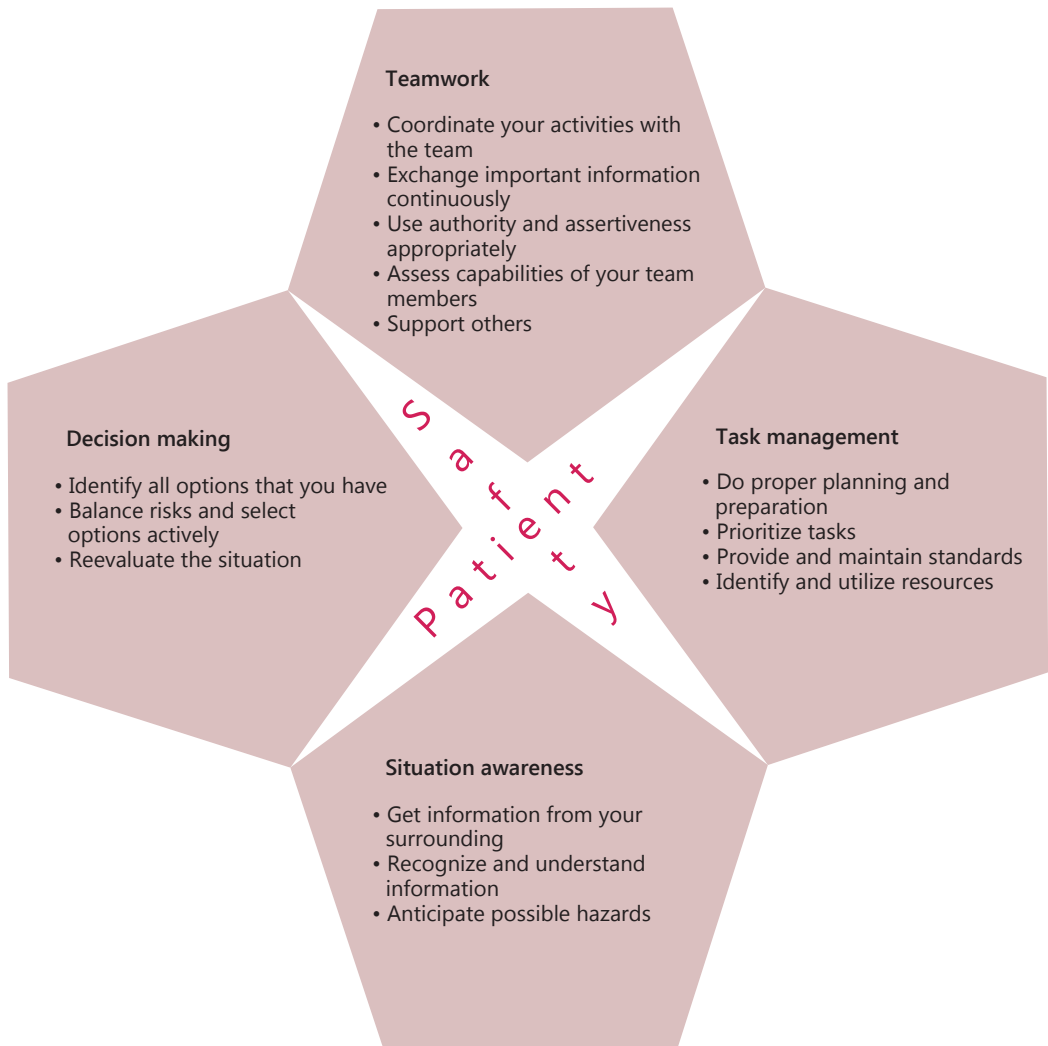 Teamwork
• Coordinate your activities with
the team
• Exchange important information
continuously
• Use authority and assertiveness
appropriately
• Assess capabilities of your team
members
• Support others
Decision making
• Identify all options that you have
• Balance risks and select
options actively
• Reevaluate the situation
Patient
Safety
Task management
• Do proper planning and
preparation
• Prioritize tasks
• Provide and maintain standards
• Identify and utilize resources
Situation awareness
• Get information from your
surrounding
• Recognize and understand
information
• Anticipate possible hazards